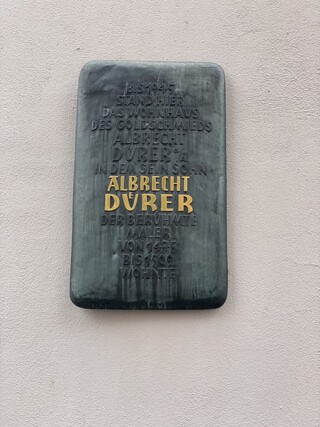 BIS 1945
STAND HIER
DAS WOHNHAUS
DES GOLDSCHMIEDS
ALBRECHT
DÜRER D.Ä.
IN DEM SEIN SOHN
ALBRECHT
DÜRER
DER BERÜHMTE
MALER
VON
BIS 1509
WOHNTE